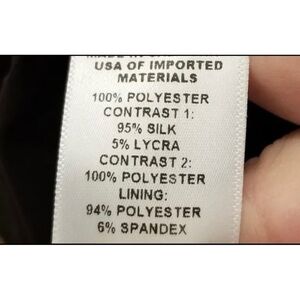 USA OF IMPORTED
MATERIALS
100% POLYESTER
CONTRAST 1:
95% SILK
5% LYCRA
CONTRAST 2:
100% POLYESTER
LINING:
94% POLYESTER
6% SPANDEX